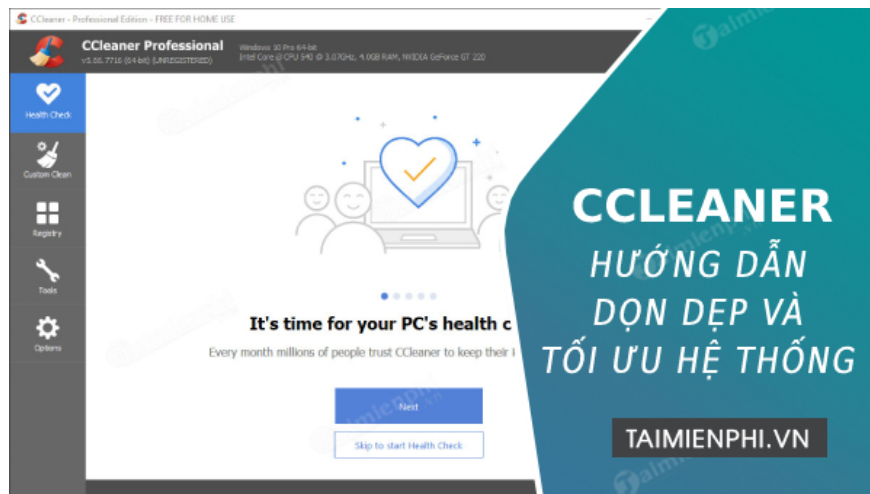 CCleaner - Professional Edition - FREE FOR HOME USE
CCleaner Professional
v5.66.7716 (64-bit) (UNREGISTERED)
Windows 10 Pro 64-bit
Intel Core i3 CPU 540 @ 3.07GHz, 4.0GB RAM, NVIDIA GeForce GT 220
Health Check
Custom Clean
Registry
Tools
Options
It's time for your PC's health c
Every month millions of people trust CCleaner to keep their
Next
Skip to start Health Check
CCLEANER
HƯỚNG DẪN
DỌN DẸP VÀ
TỐI ƯU HỆ THỐNG
TAIMIENPHI.VN